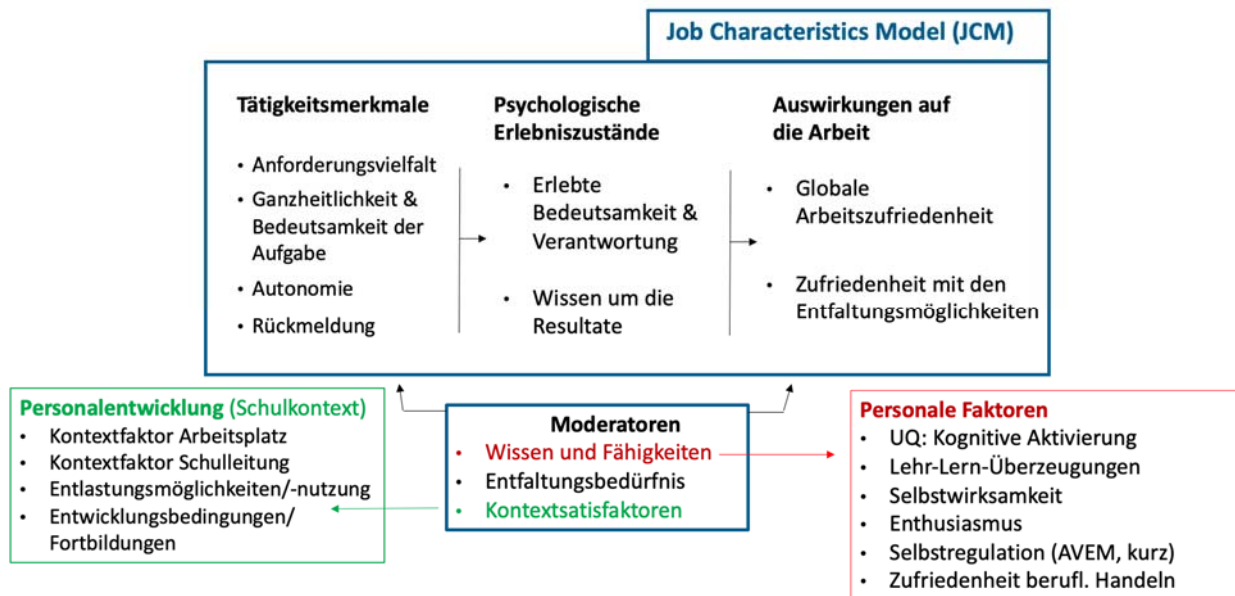 Job Characteristics Model (JCM)
Tätigkeitsmerkmale
• Anforderungsvielfalt
• Ganzheitlichkeit &
Bedeutsamkeit der
Aufgabe
• Autonomie
• Rückmeldung
Psychologische
Erlebniszustände
• Erlebte
Bedeutsamkeit &
Verantwortung
• Wissen um die
Resultate
Auswirkungen auf
die Arbeit
• Globale
Arbeitszufriedenheit
• Zufriedenheit mit den
Entfaltungsmöglichkeiten
Personalentwicklung (Schulkontext)
• Kontextfaktor Arbeitsplatz
• Kontextfaktor Schulleitung
• Entlastungsmöglichkeiten/-nutzung
• Entwicklungsbedingungen/
Fortbildungen
Moderatoren
• Wissen und Fähigkeiten
• Entfaltungsbedürfnis
• Kontextsatisfaktoren
Personale Faktoren
• UQ: Kognitive Aktivierung
• Lehr-Lern-Überzeugungen
• Selbstwirksamkeit
• Enthusiasmus
• Selbstregulation (AVEM, kurz)
• Zufriedenheit berufl. Handeln